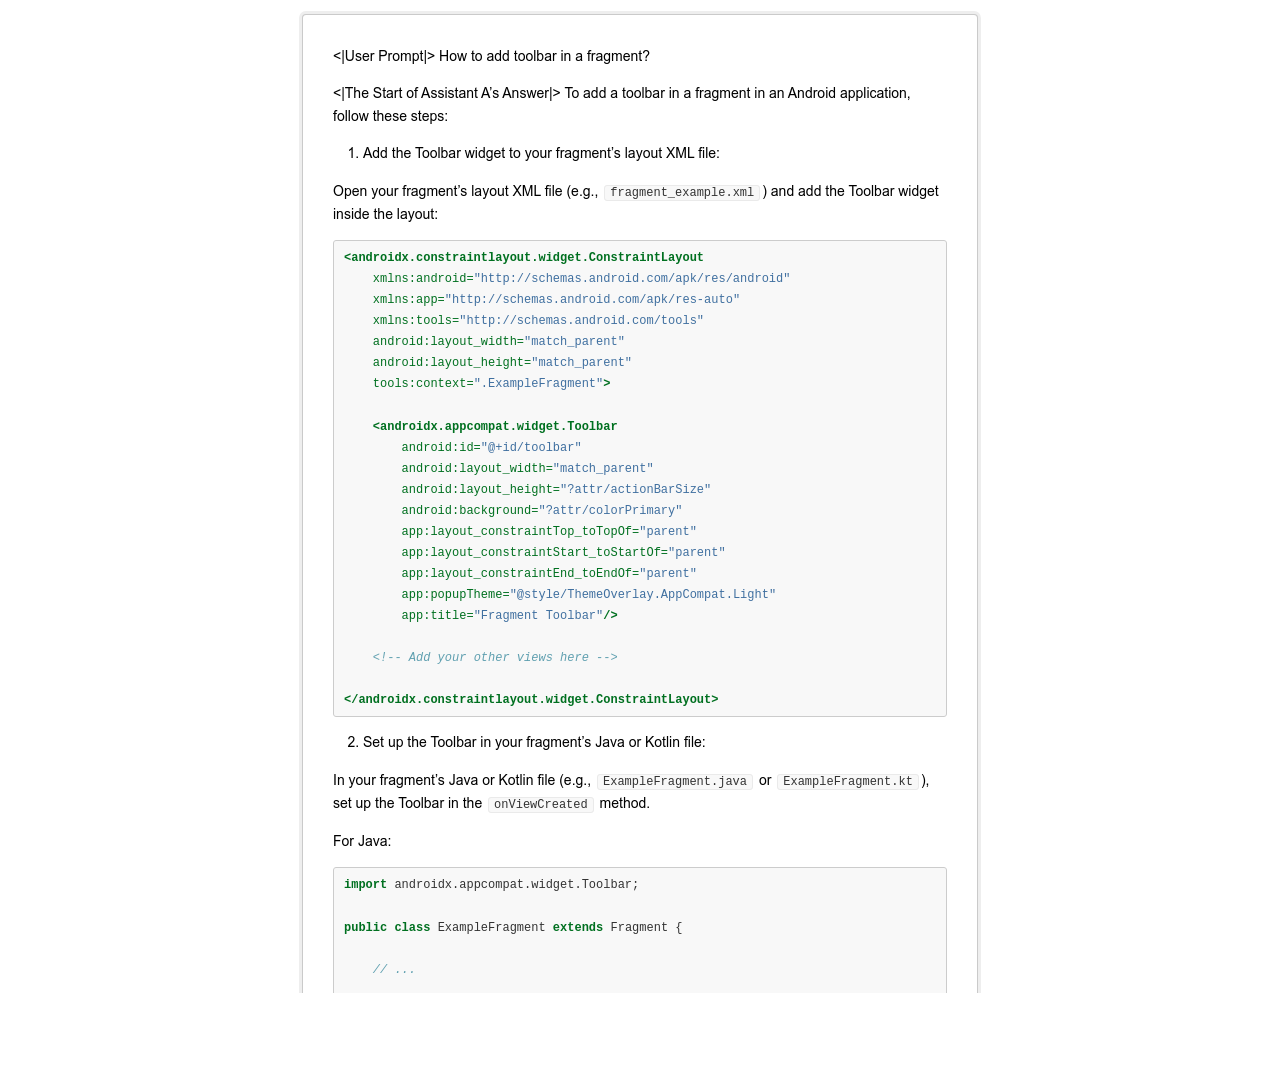 <|User Prompt|> How to add toolbar in a fragment?
<|The Start of Assistant A’s Answer|> To add a toolbar in a fragment in an Android application,
follow these steps:
1. Add the Toolbar widget to your fragment’s layout XML file:
Open your fragment’s layout XML file (e.g., fragment_example.xml) and add the Toolbar widget
inside the layout:
<androidx.constraintlayout.widget.ConstraintLayout
    xmlns:android="http://schemas.android.com/apk/res/android"
    xmlns:app="http://schemas.android.com/apk/res-auto"
    xmlns:tools="http://schemas.android.com/tools"
    android:layout_width="match_parent"
    android:layout_height="match_parent"
    tools:context=".ExampleFragment">
    <androidx.appcompat.widget.Toolbar
        android:id="@+id/toolbar"
        android:layout_width="match_parent"
        android:layout_height="?attr/actionBarSize"
        android:background="?attr/colorPrimary"
        app:layout_constraintTop_toTopOf="parent"
        app:layout_constraintStart_toStartOf="parent"
        app:layout_constraintEnd_toEndOf="parent"
        app:popupTheme="@style/ThemeOverlay.AppCompat.Light"
        app:title="Fragment Toolbar"/>
    <!-- Add your other views here -->
</androidx.constraintlayout.widget.ConstraintLayout>
2. Set up the Toolbar in your fragment’s Java or Kotlin file:
In your fragment’s Java or Kotlin file (e.g., ExampleFragment.java or ExampleFragment.kt),
set up the Toolbar in the onViewCreated method.
For Java:
import androidx.appcompat.widget.Toolbar;
public class ExampleFragment extends Fragment {
    // ...